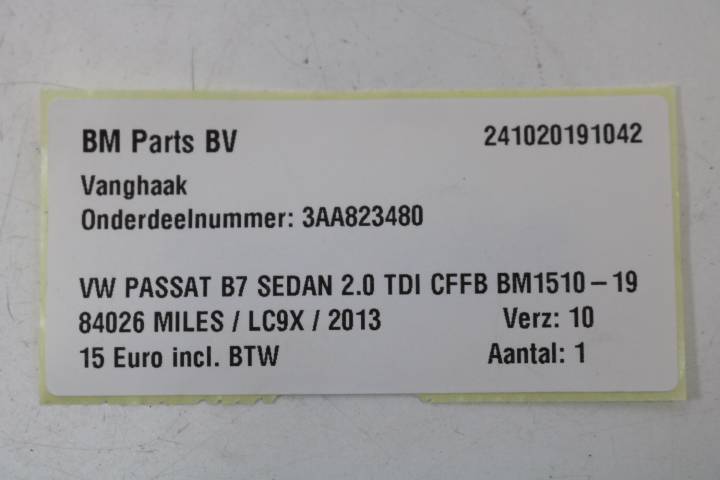 BM Parts BV 241020191042
Vanghaak
Onderdeelnummer: 3AA823480
VW PASSAT B7 SEDAN 2.0 TDI CFFB BM1510-19
84026 MILES / LC9X / 2013 Verz: 10
15 Euro incl. BTW Aantal: 1